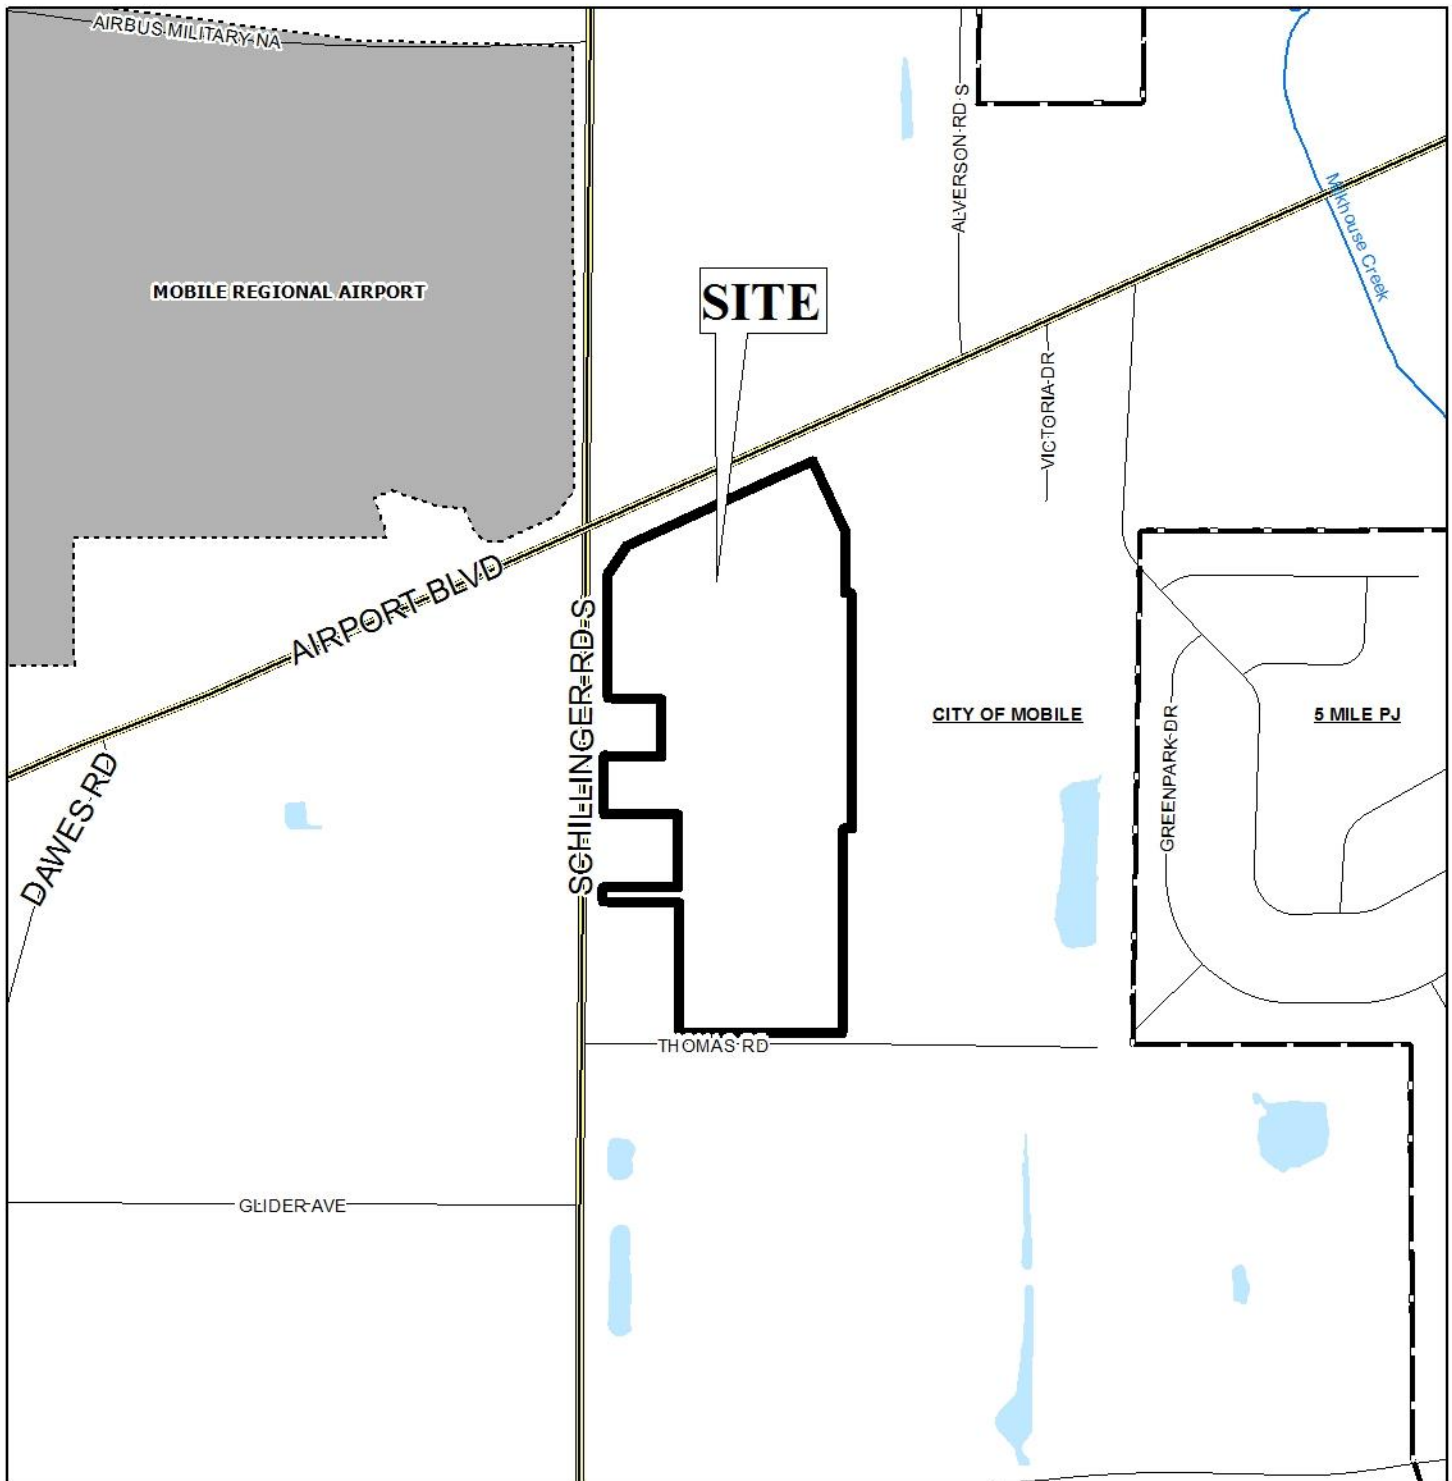 AIRBUS MILITARY NA
ALVERSON RD S
Milkhouse Creek
MOBILE REGIONAL AIRPORT
SITE
VICTORIA DR
AIRPORT BLVD
SCHILLINGER RD S
CITY OF MOBILE
5 MILE PJ
GREENPARK DR
DAWES RD
THOMAS RD
GLIDER AVE